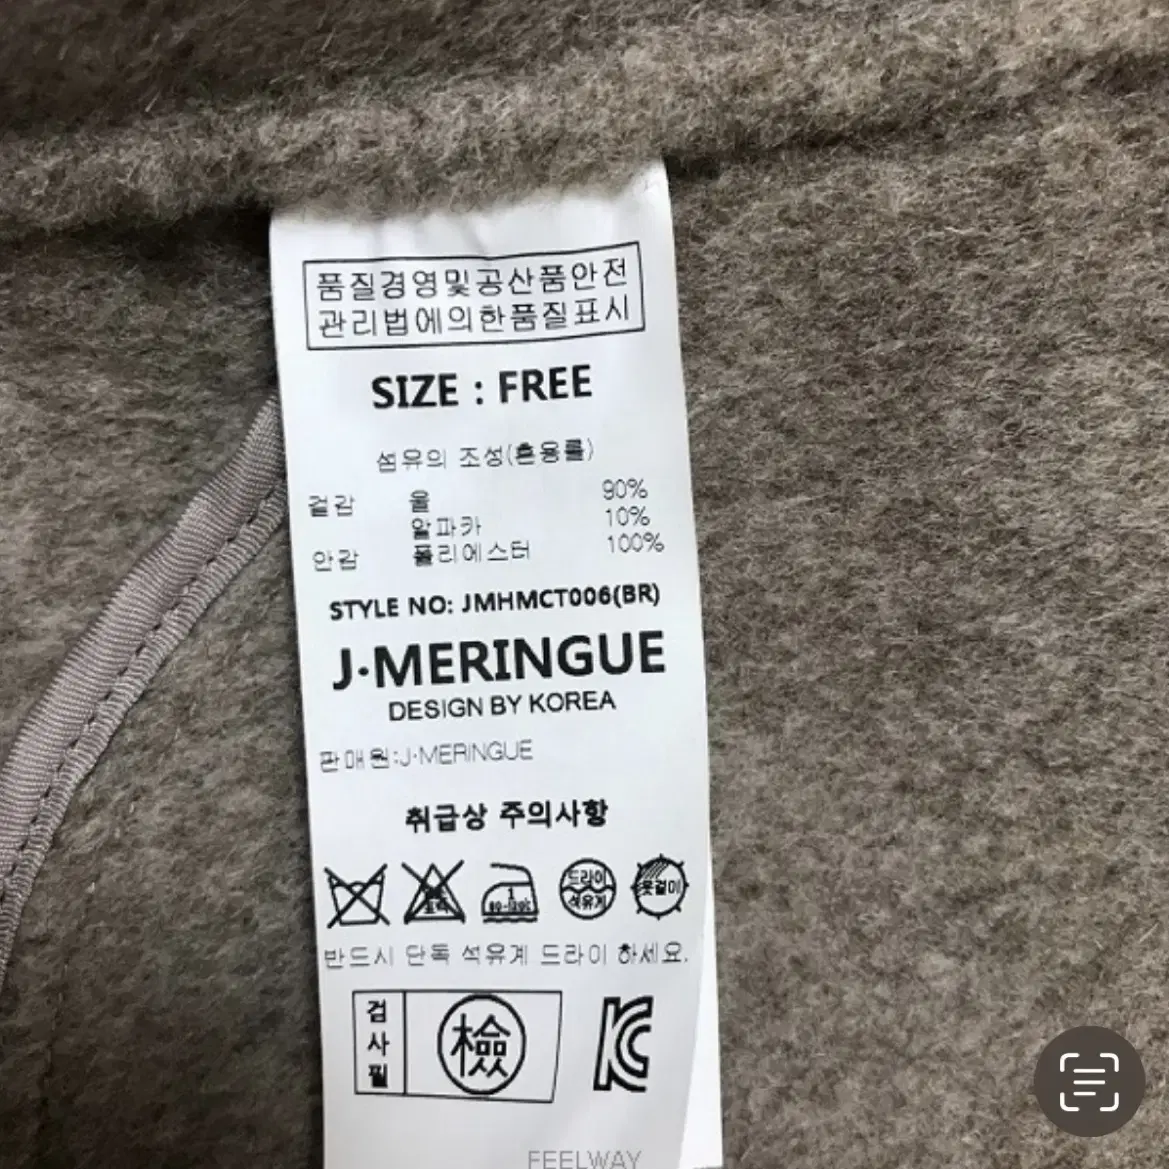 품질경영및공산품안전
관리법에의한품질표시
SIZE : FREE
섬유의 조성(혼용률)
겉감 울 90%
알파카 10%
안감 폴리에스터 100%
STYLE NO: JMHMCT006(BR)
J·MERINGUE
DESIGN BY KOREA
판매원:J·MERINGUE
취급상 주의사항
드라이
석유계
옷걸이
반드시 단독 석유계 드라이 하세요.
검사필
檢
KC
FEELWAY